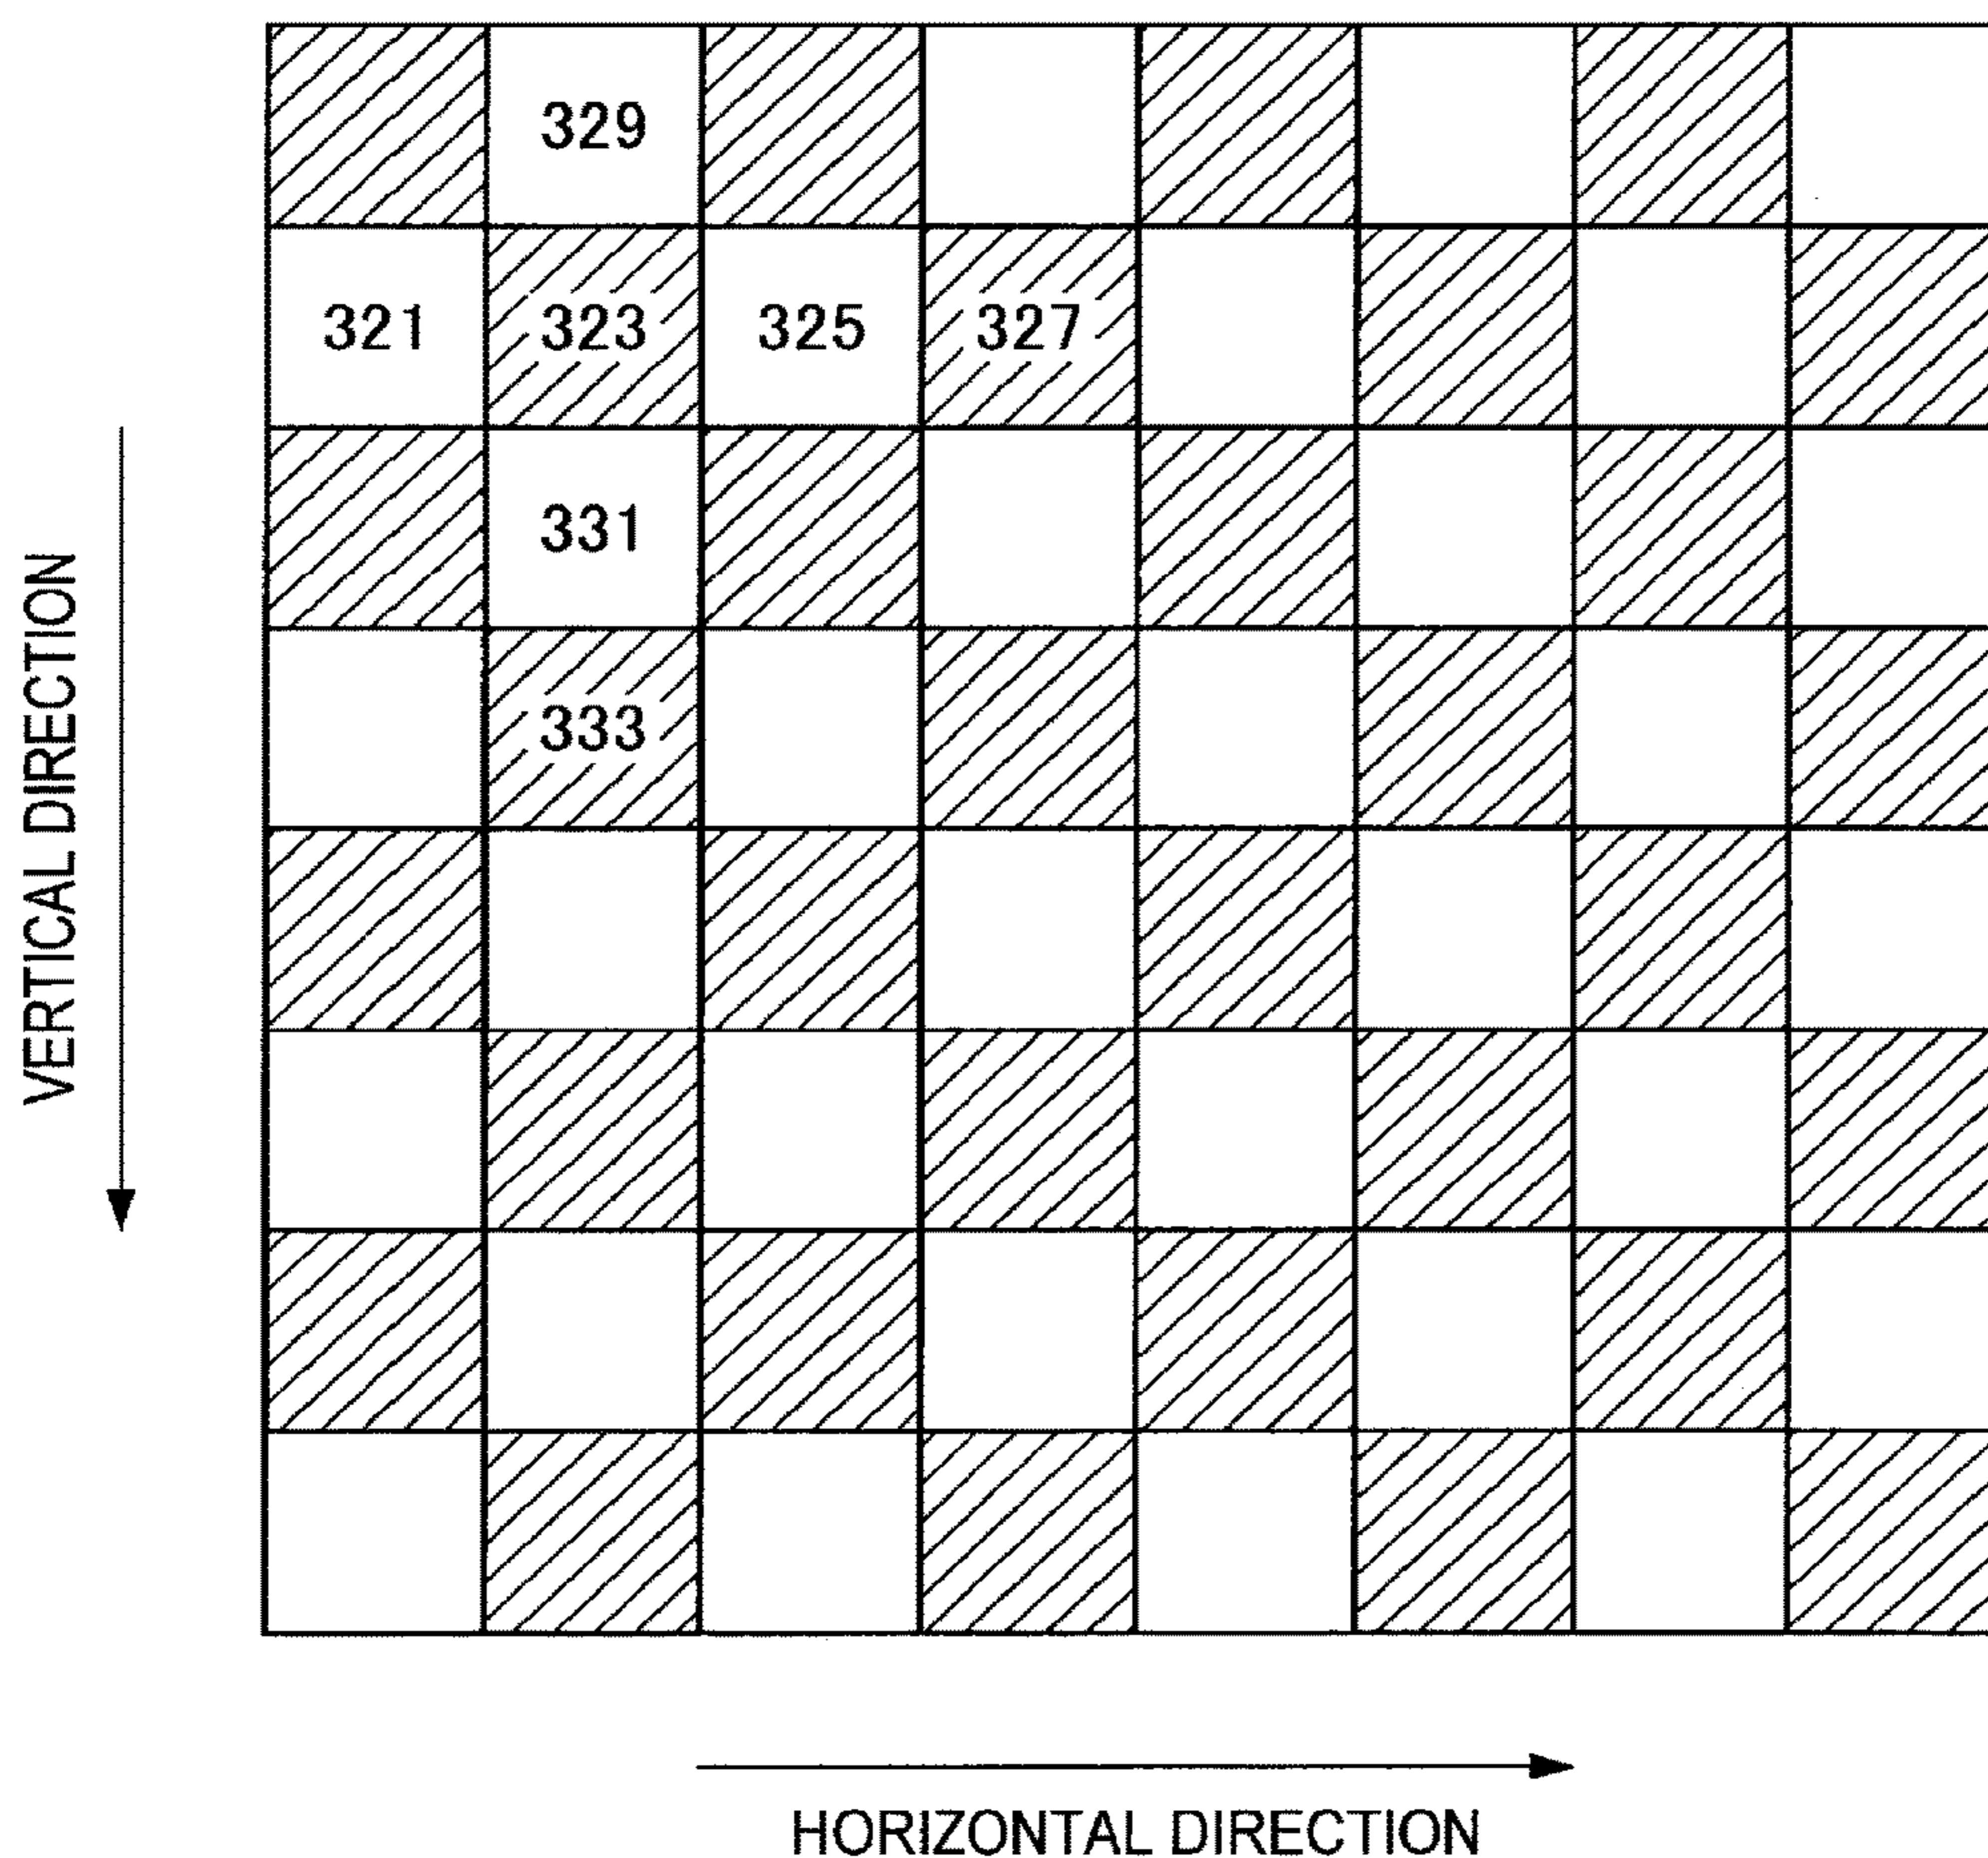 329
321 323 325 327
331
333
VERTICAL DIRECTION
HORIZONTAL DIRECTION